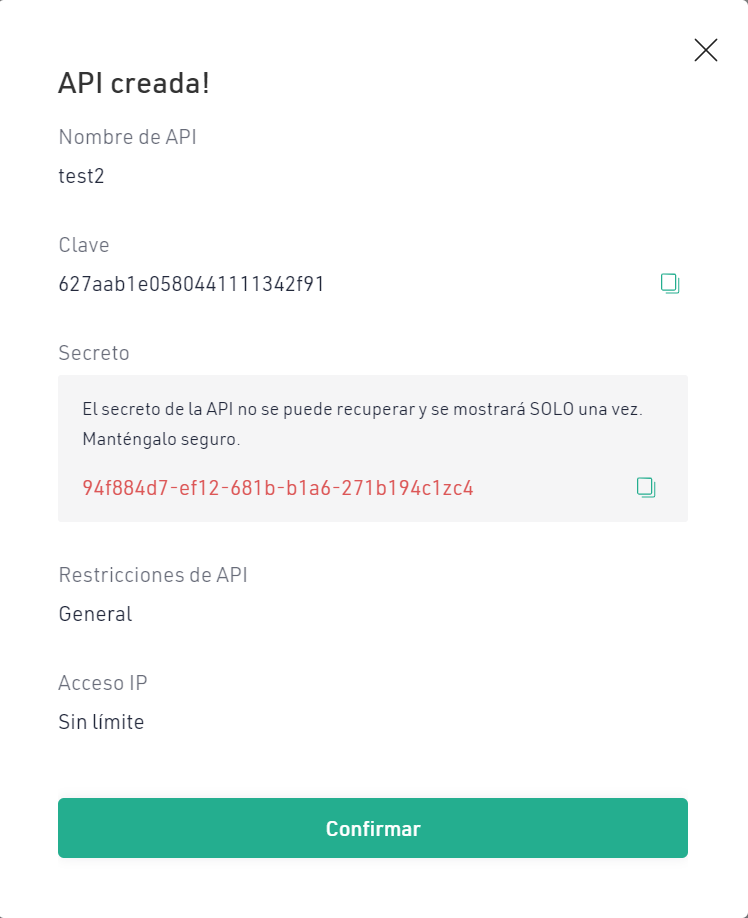 API creada!
Nombre de API
test2
Clave
627aab1e0580441111342f91
Secreto
El secreto de la API no se puede recuperar y se mostrará SOLO una vez.
Manténgalo seguro.
94f884d7-ef12-681b-b1a6-271b194c1zc4
Restricciones de API
General
Acceso IP
Sin límite
Confirmar